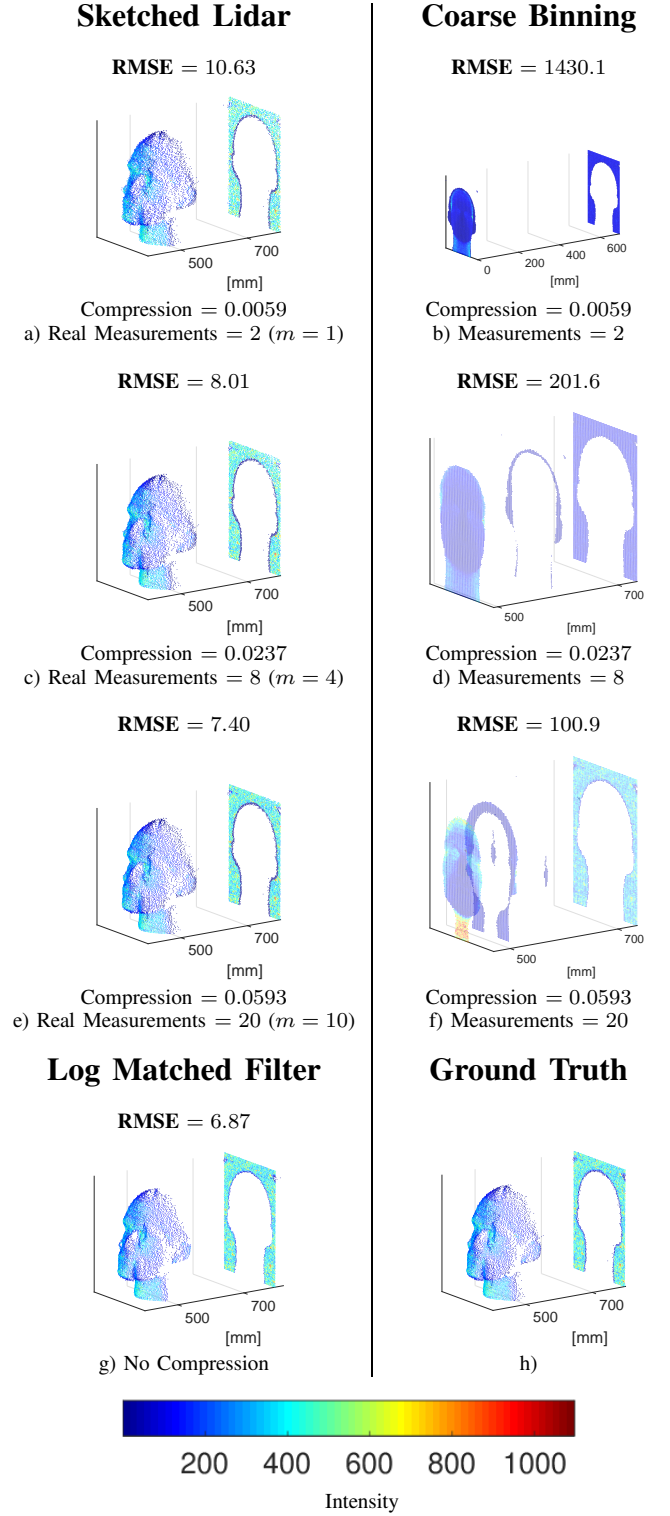 Sketched Lidar
Coarse Binning
RMSE = 10.63
RMSE = 1430.1
500
700
[mm]
0
200
400
600
[mm]
Compression = 0.0059
a) Real Measurements = 2 (m = 1)
Compression = 0.0059
b) Measurements = 2
RMSE = 8.01
RMSE = 201.6
500
700
[mm]
500
700
[mm]
Compression = 0.0237
c) Real Measurements = 8 (m = 4)
Compression = 0.0237
d) Measurements = 8
RMSE = 7.40
RMSE = 100.9
500
700
[mm]
500
700
[mm]
Compression = 0.0593
e) Real Measurements = 20 (m = 10)
Compression = 0.0593
f) Measurements = 20
Log Matched Filter
Ground Truth
RMSE = 6.87
500
700
[mm]
500
700
[mm]
g) No Compression
h)
200 400 600 800 1000
Intensity